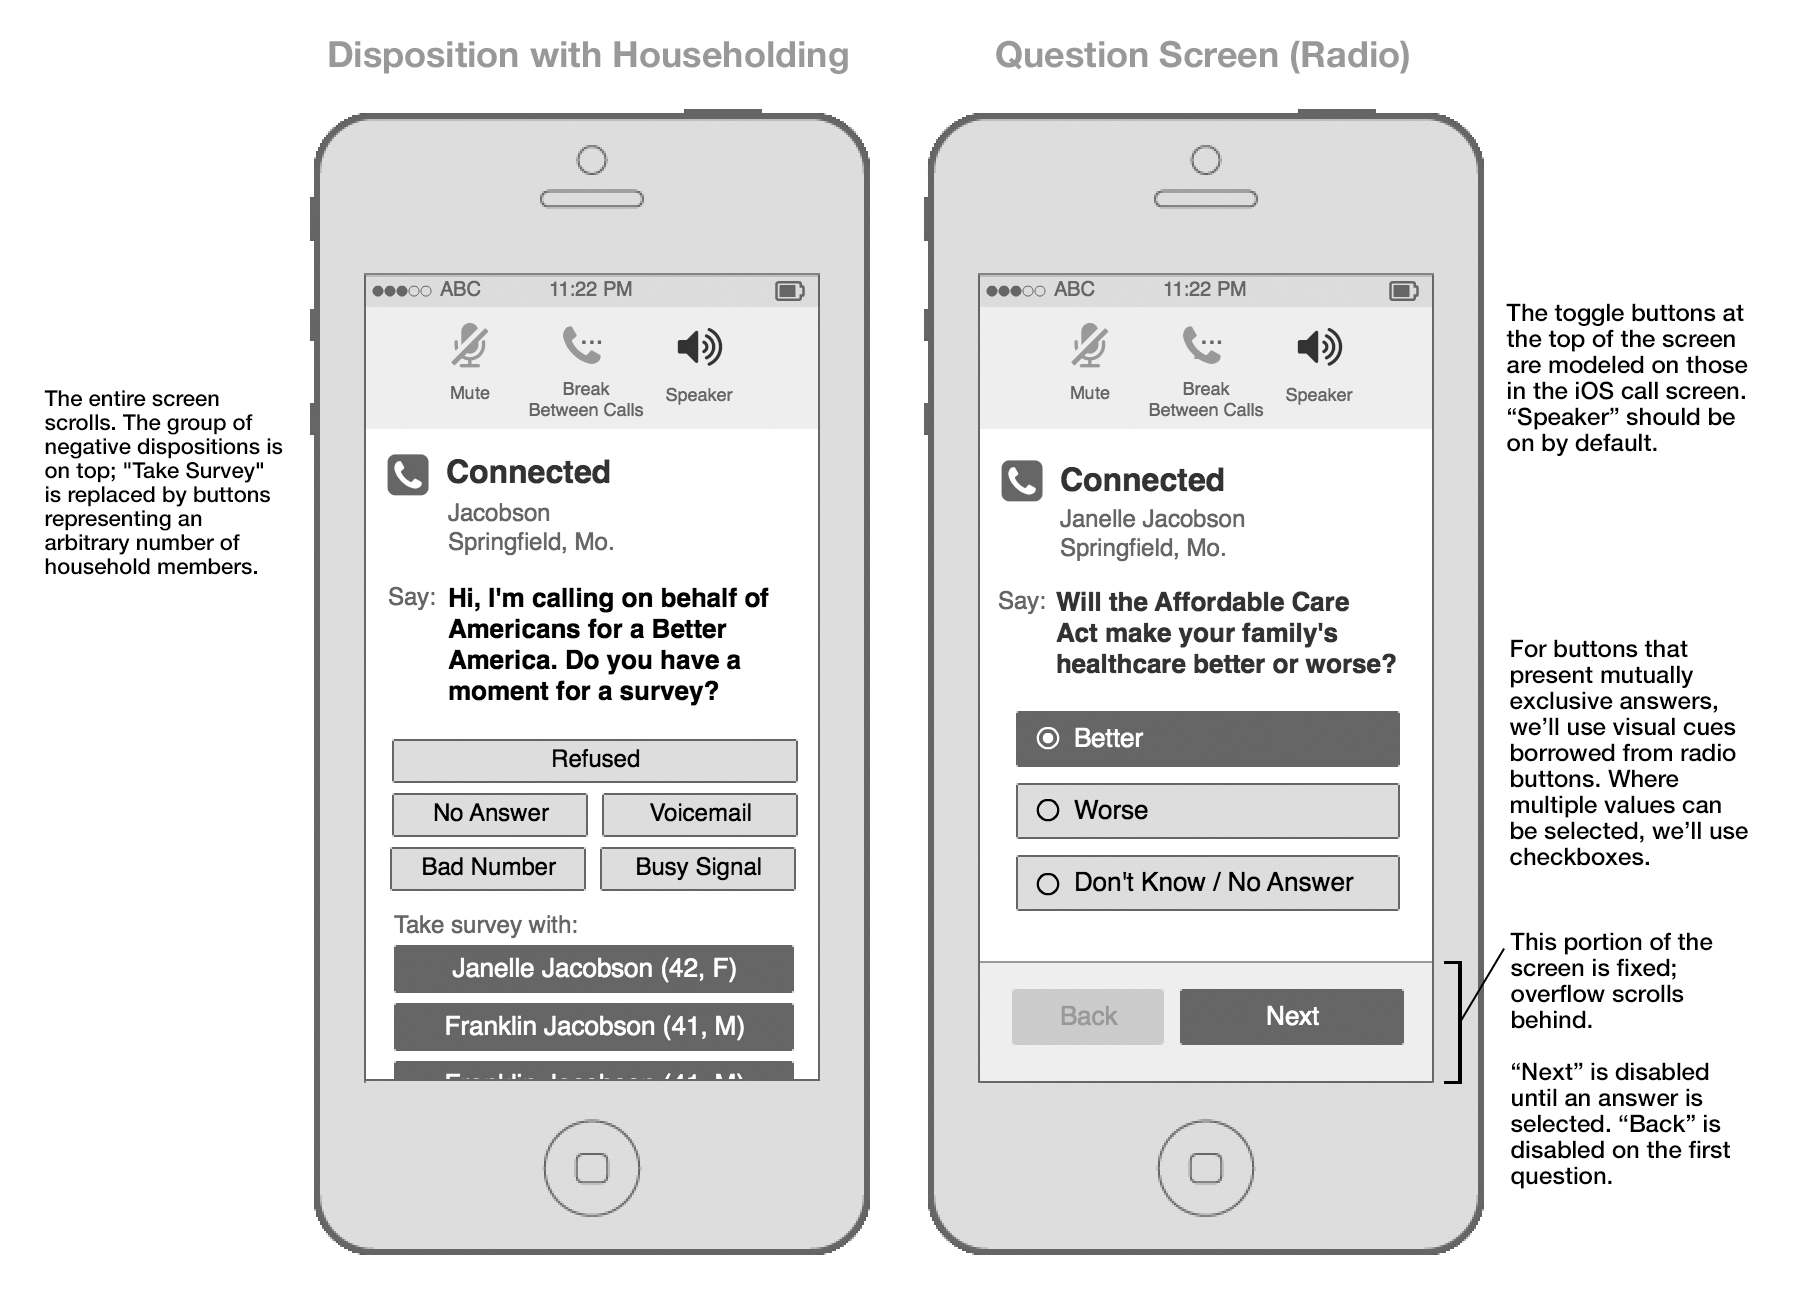 Disposition with Householding
The entire screen
scrolls. The group of
negative dispositions is
on top; "Take Survey"
is replaced by buttons
representing an
arbitrary number of
household members.
ABC 11:22 PM
Mute
Break
Between Calls
Speaker
Connected
Jacobson
Springfield, Mo.
Say: Hi, I'm calling on behalf of
Americans for a Better
America. Do you have a
moment for a survey?
Refused
No Answer Voicemail
Bad Number Busy Signal
Take survey with:
Janelle Jacobson (42, F)
Franklin Jacobson (41, M)
Franklin Jacobson (41, M)
Question Screen (Radio)
ABC 11:22 PM
Mute
Break
Between Calls
Speaker
Connected
Janelle Jacobson
Springfield, Mo.
Say: Will the Affordable Care
Act make your family's
healthcare better or worse?
Better
Worse
Don't Know / No Answer
Back Next
The toggle buttons at
the top of the screen
are modeled on those
in the iOS call screen.
“Speaker” should be
on by default.
For buttons that
present mutually
exclusive answers,
we’ll use visual cues
borrowed from radio
buttons. Where
multiple values can
be selected, we’ll use
checkboxes.
This portion of the
screen is fixed;
overflow scrolls
behind.
“Next” is disabled
until an answer is
selected. “Back” is
disabled on the first
question.